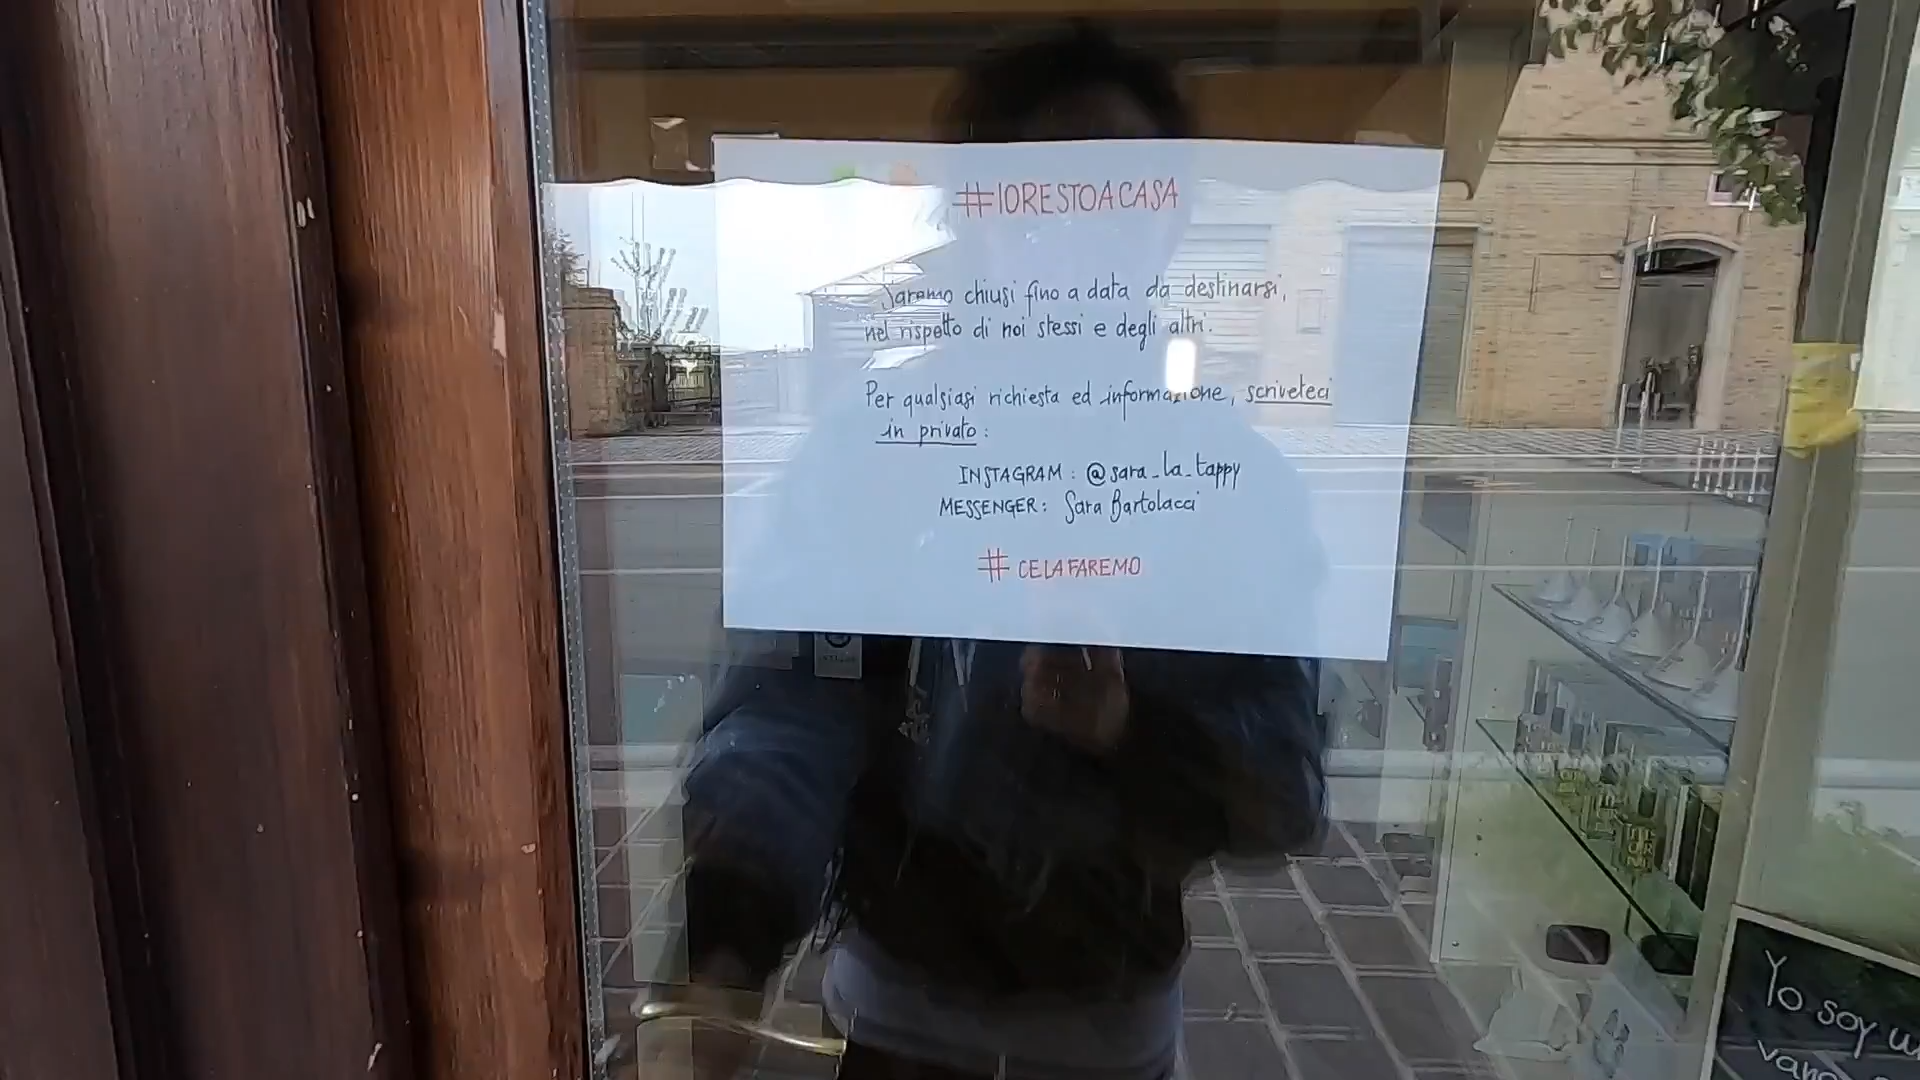 #IORESTOACASA
Saremo chiusi fino a data da destinarsi,
nel rispetto di noi stessi e degli altri.
Per qualsiasi richiesta ed informazione, scriveteci
in privato:
INSTAGRAM: @sara_la_tappy
MESSENGER: Sara Bartolacci
# CELAFAREMO
Yo soy